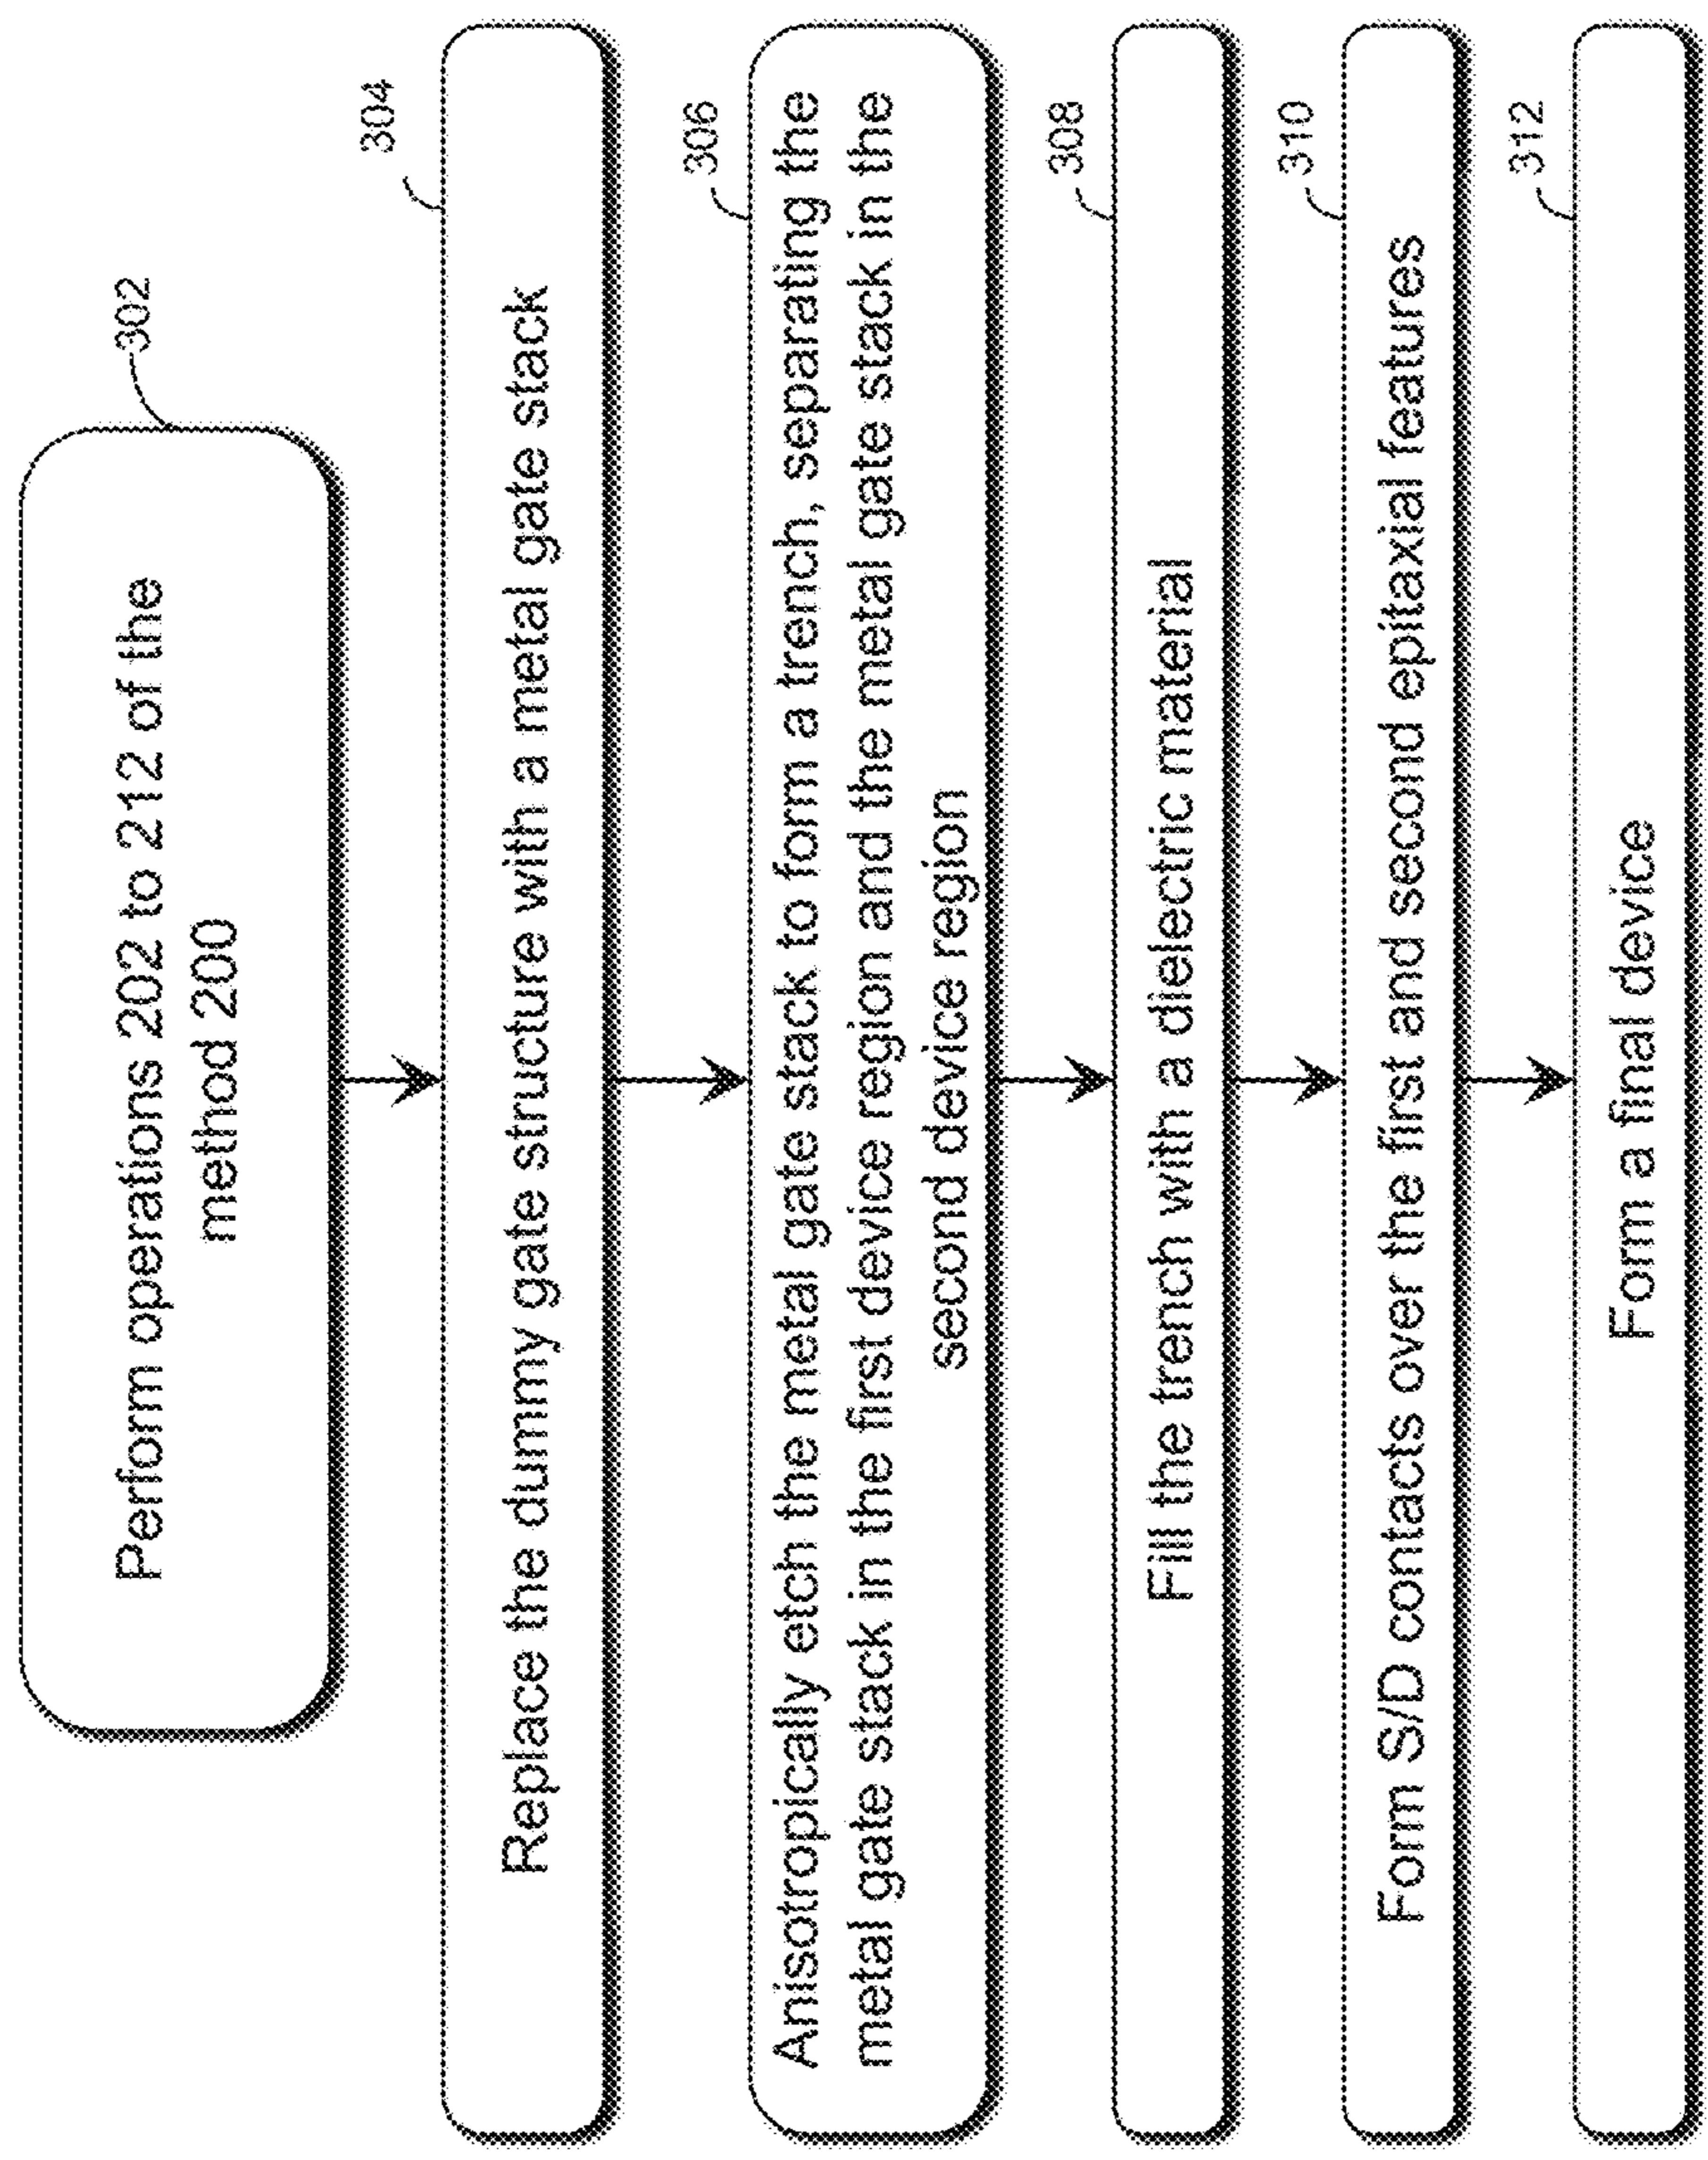 302
Perform operations 202 to 212 of the
method 200
304
Replace the dummy gate structure with a metal gate stack
306
Anisotropically etch the metal gate stack to form a trench, separating the
metal gate stack in the first device region and the metal gate stack in the
second device region
308
Fill the trench with a dielectric material
310
Form S/D contacts over the first and second epitaxial features
312
Form a final device